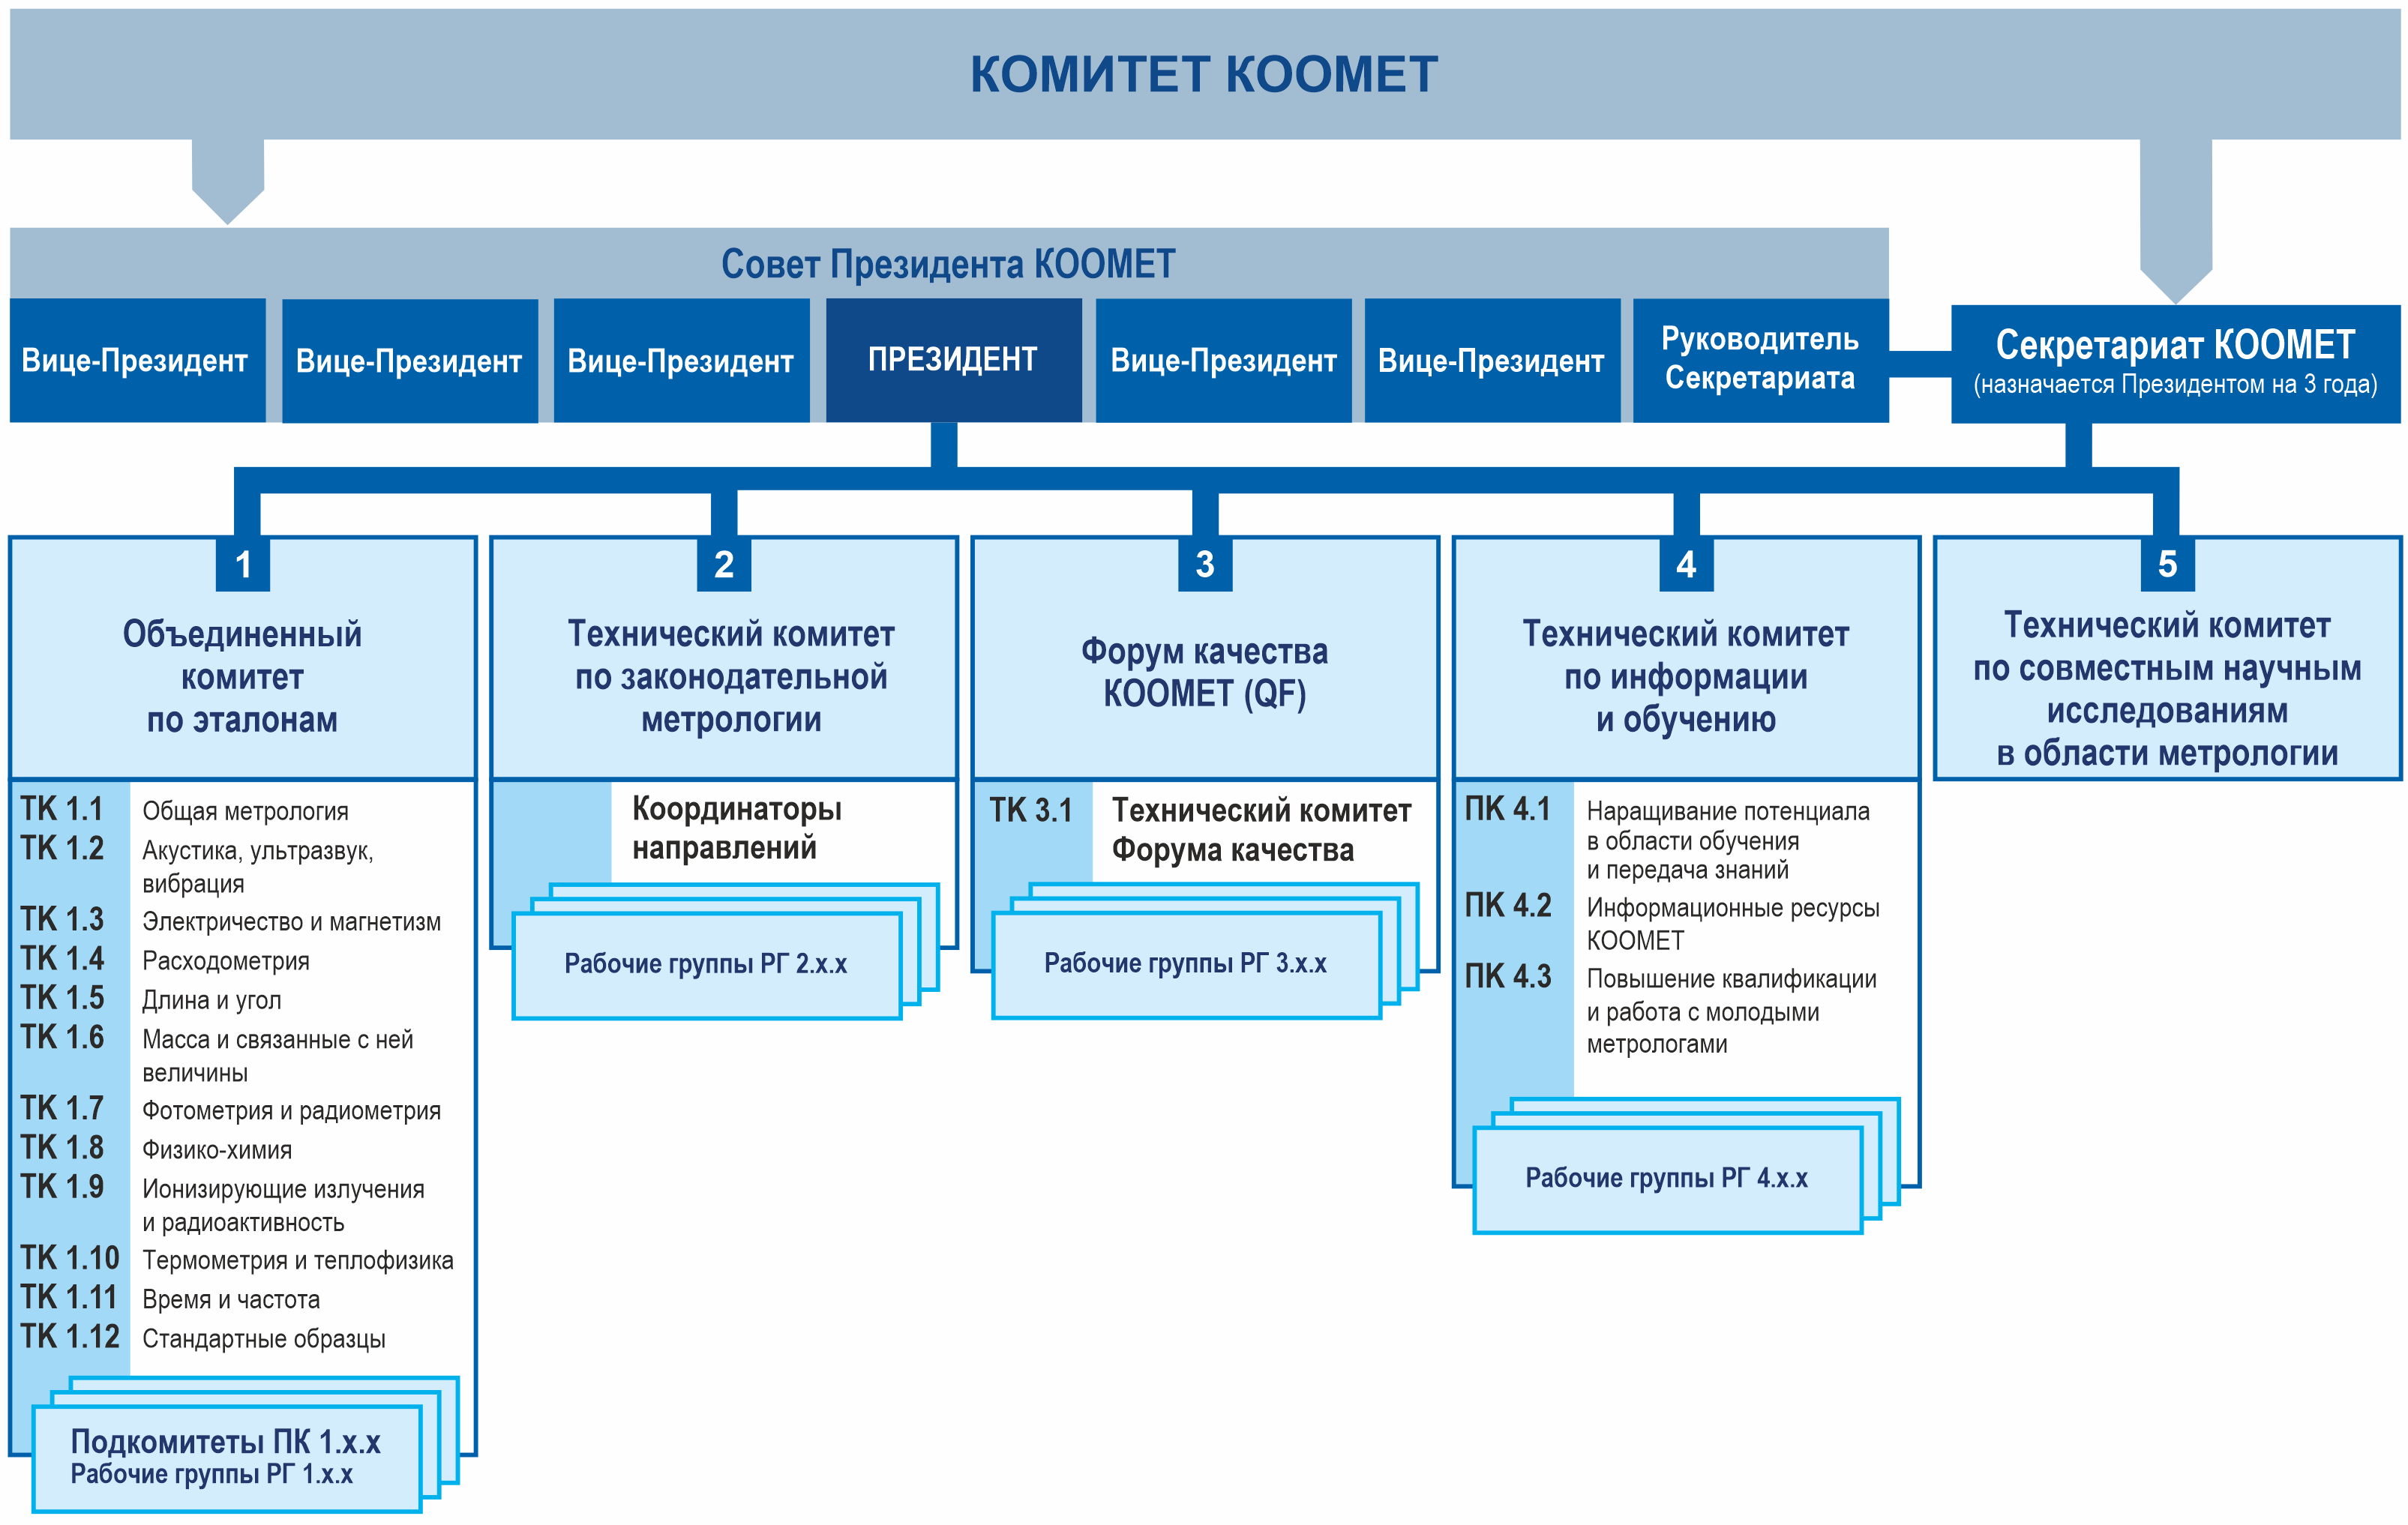 КОМИТЕТ КООМЕТ
Совет Президента КООМЕТ
Вице-Президент
Вице-Президент
Вице-Президент
ПРЕЗИДЕНТ
Вице-Президент
Вице-Президент
Руководитель
Секретариата
Секретариат КООМЕТ
(назначается Президентом на 3 года)
1
Объединенный
комитет
по эталонам
ТК 1.1 Общая метрология
ТК 1.2 Акустика, ультразвук,
вибрация
ТК 1.3 Электричество и магнетизм
ТК 1.4 Расходометрия
ТК 1.5 Длина и угол
ТК 1.6 Масса и связанные с ней
величины
ТК 1.7 Фотометрия и радиометрия
ТК 1.8 Физико-химия
ТК 1.9 Ионизирующие излучения
и радиоактивность
ТК 1.10 Термометрия и теплофизика
ТК 1.11 Время и частота
ТК 1.12 Стандартные образцы
Подкомитеты ПК 1.х.х
Рабочие группы РГ 1.х.х
2
Технический комитет
по законодательной
метрологии
Координаторы
направлений
Рабочие группы РГ 2.х.х
3
Форум качества
КООМЕТ (QF)
ТК 3.1 Технический комитет
Форума качества
Рабочие группы РГ 3.х.х
4
Технический комитет
по информации
и обучению
ПК 4.1 Наращивание потенциала
в области обучения
и передача знаний
ПК 4.2 Информационные ресурсы
КООМЕТ
ПК 4.3 Повышение квалификации
и работа с молодыми
метрологами
Рабочие группы РГ 4.х.х
5
Технический комитет
по совместным научным
исследованиям
в области метрологии